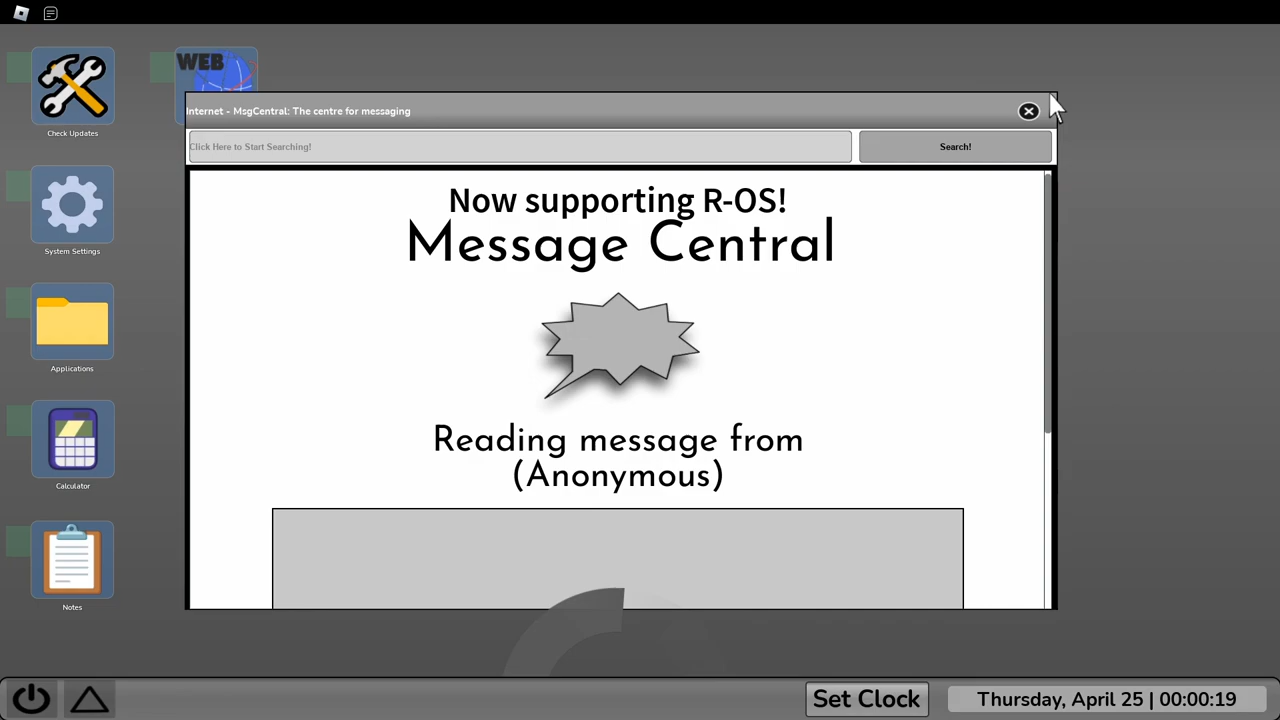 WEB
Check Updates
System Settings
Applications
Calculator
Notes
Internet - MsgCentral: The centre for messaging
Click Here to Start Searching!
Search!
Now supporting R-OS!
Message Central
Reading message from
(Anonymous)
Set Clock
Thursday, April 25 | 00:00:19